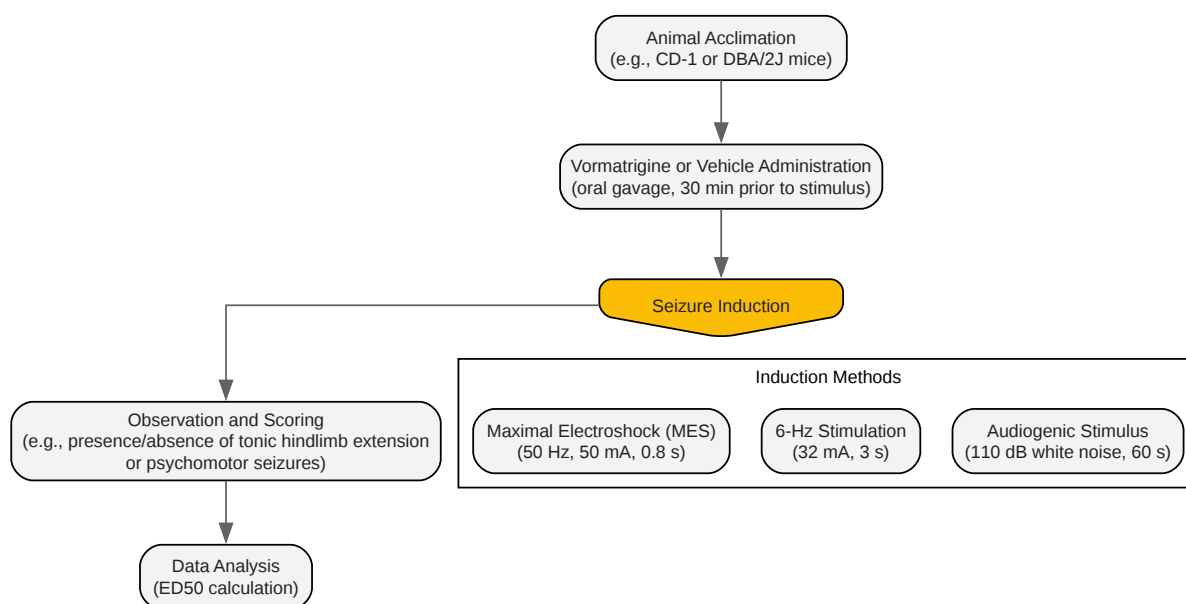 Animal Acclimation
(e.g., CD-1 or DBA/2J mice)
Vormatrigine or Vehicle Administration
(oral gavage, 30 min prior to stimulus)
Seizure Induction
Induction Methods
Maximal Electroshock (MES)
(50 Hz, 50 mA, 0.8 s)
6-Hz Stimulation
(32 mA, 3 s)
Audiogenic Stimulus
(110 dB white noise, 60 s)
Observation and Scoring
(e.g., presence/absence of tonic hindlimb extension
or psychomotor seizures)
Data Analysis
(ED50 calculation)